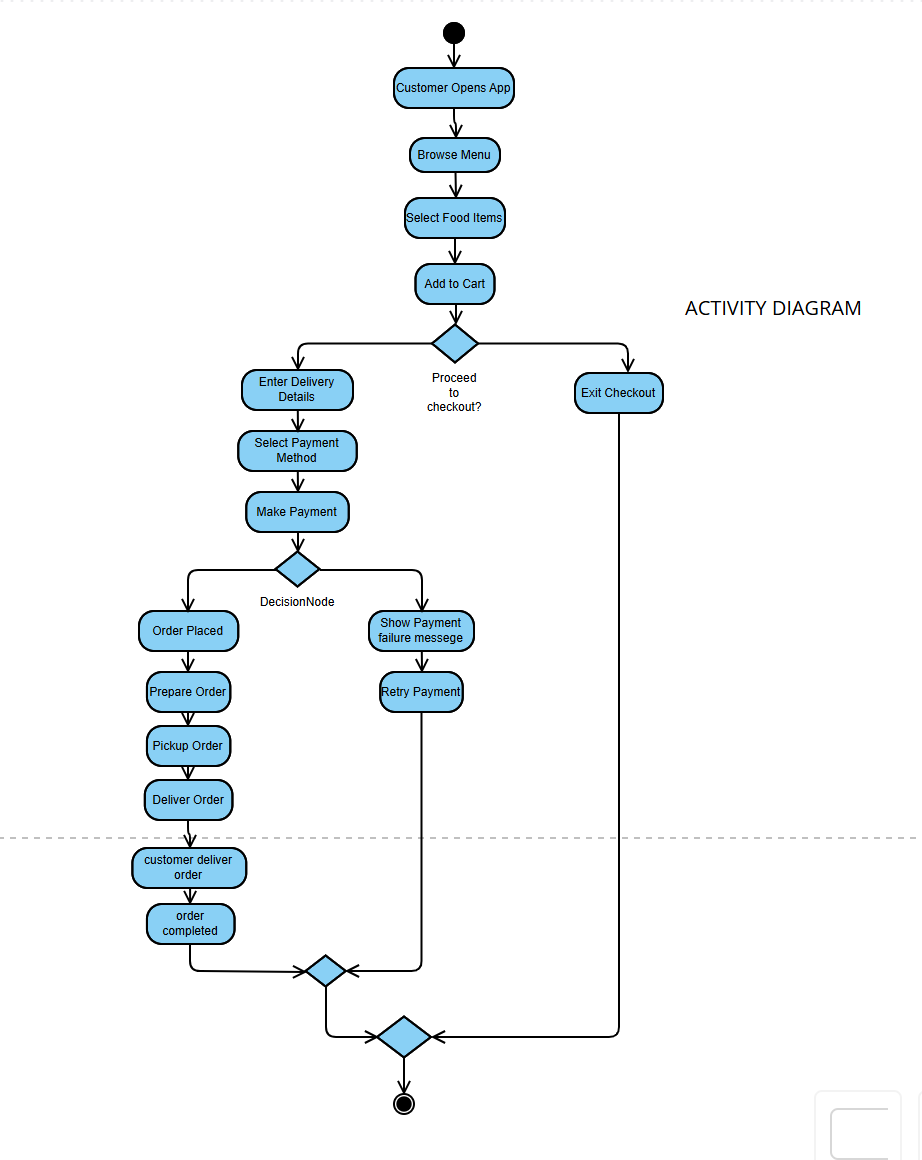 Customer Opens App
Browse Menu
Select Food Items
Add to Cart
ACTIVITY DIAGRAM
Proceed
to
checkout?
Enter Delivery
Details
Exit Checkout
Select Payment
Method
Make Payment
DecisionNode
Order Placed
Show Payment
failure messege
Prepare Order
Retry Payment
Pickup Order
Deliver Order
customer deliver
order
order
completed